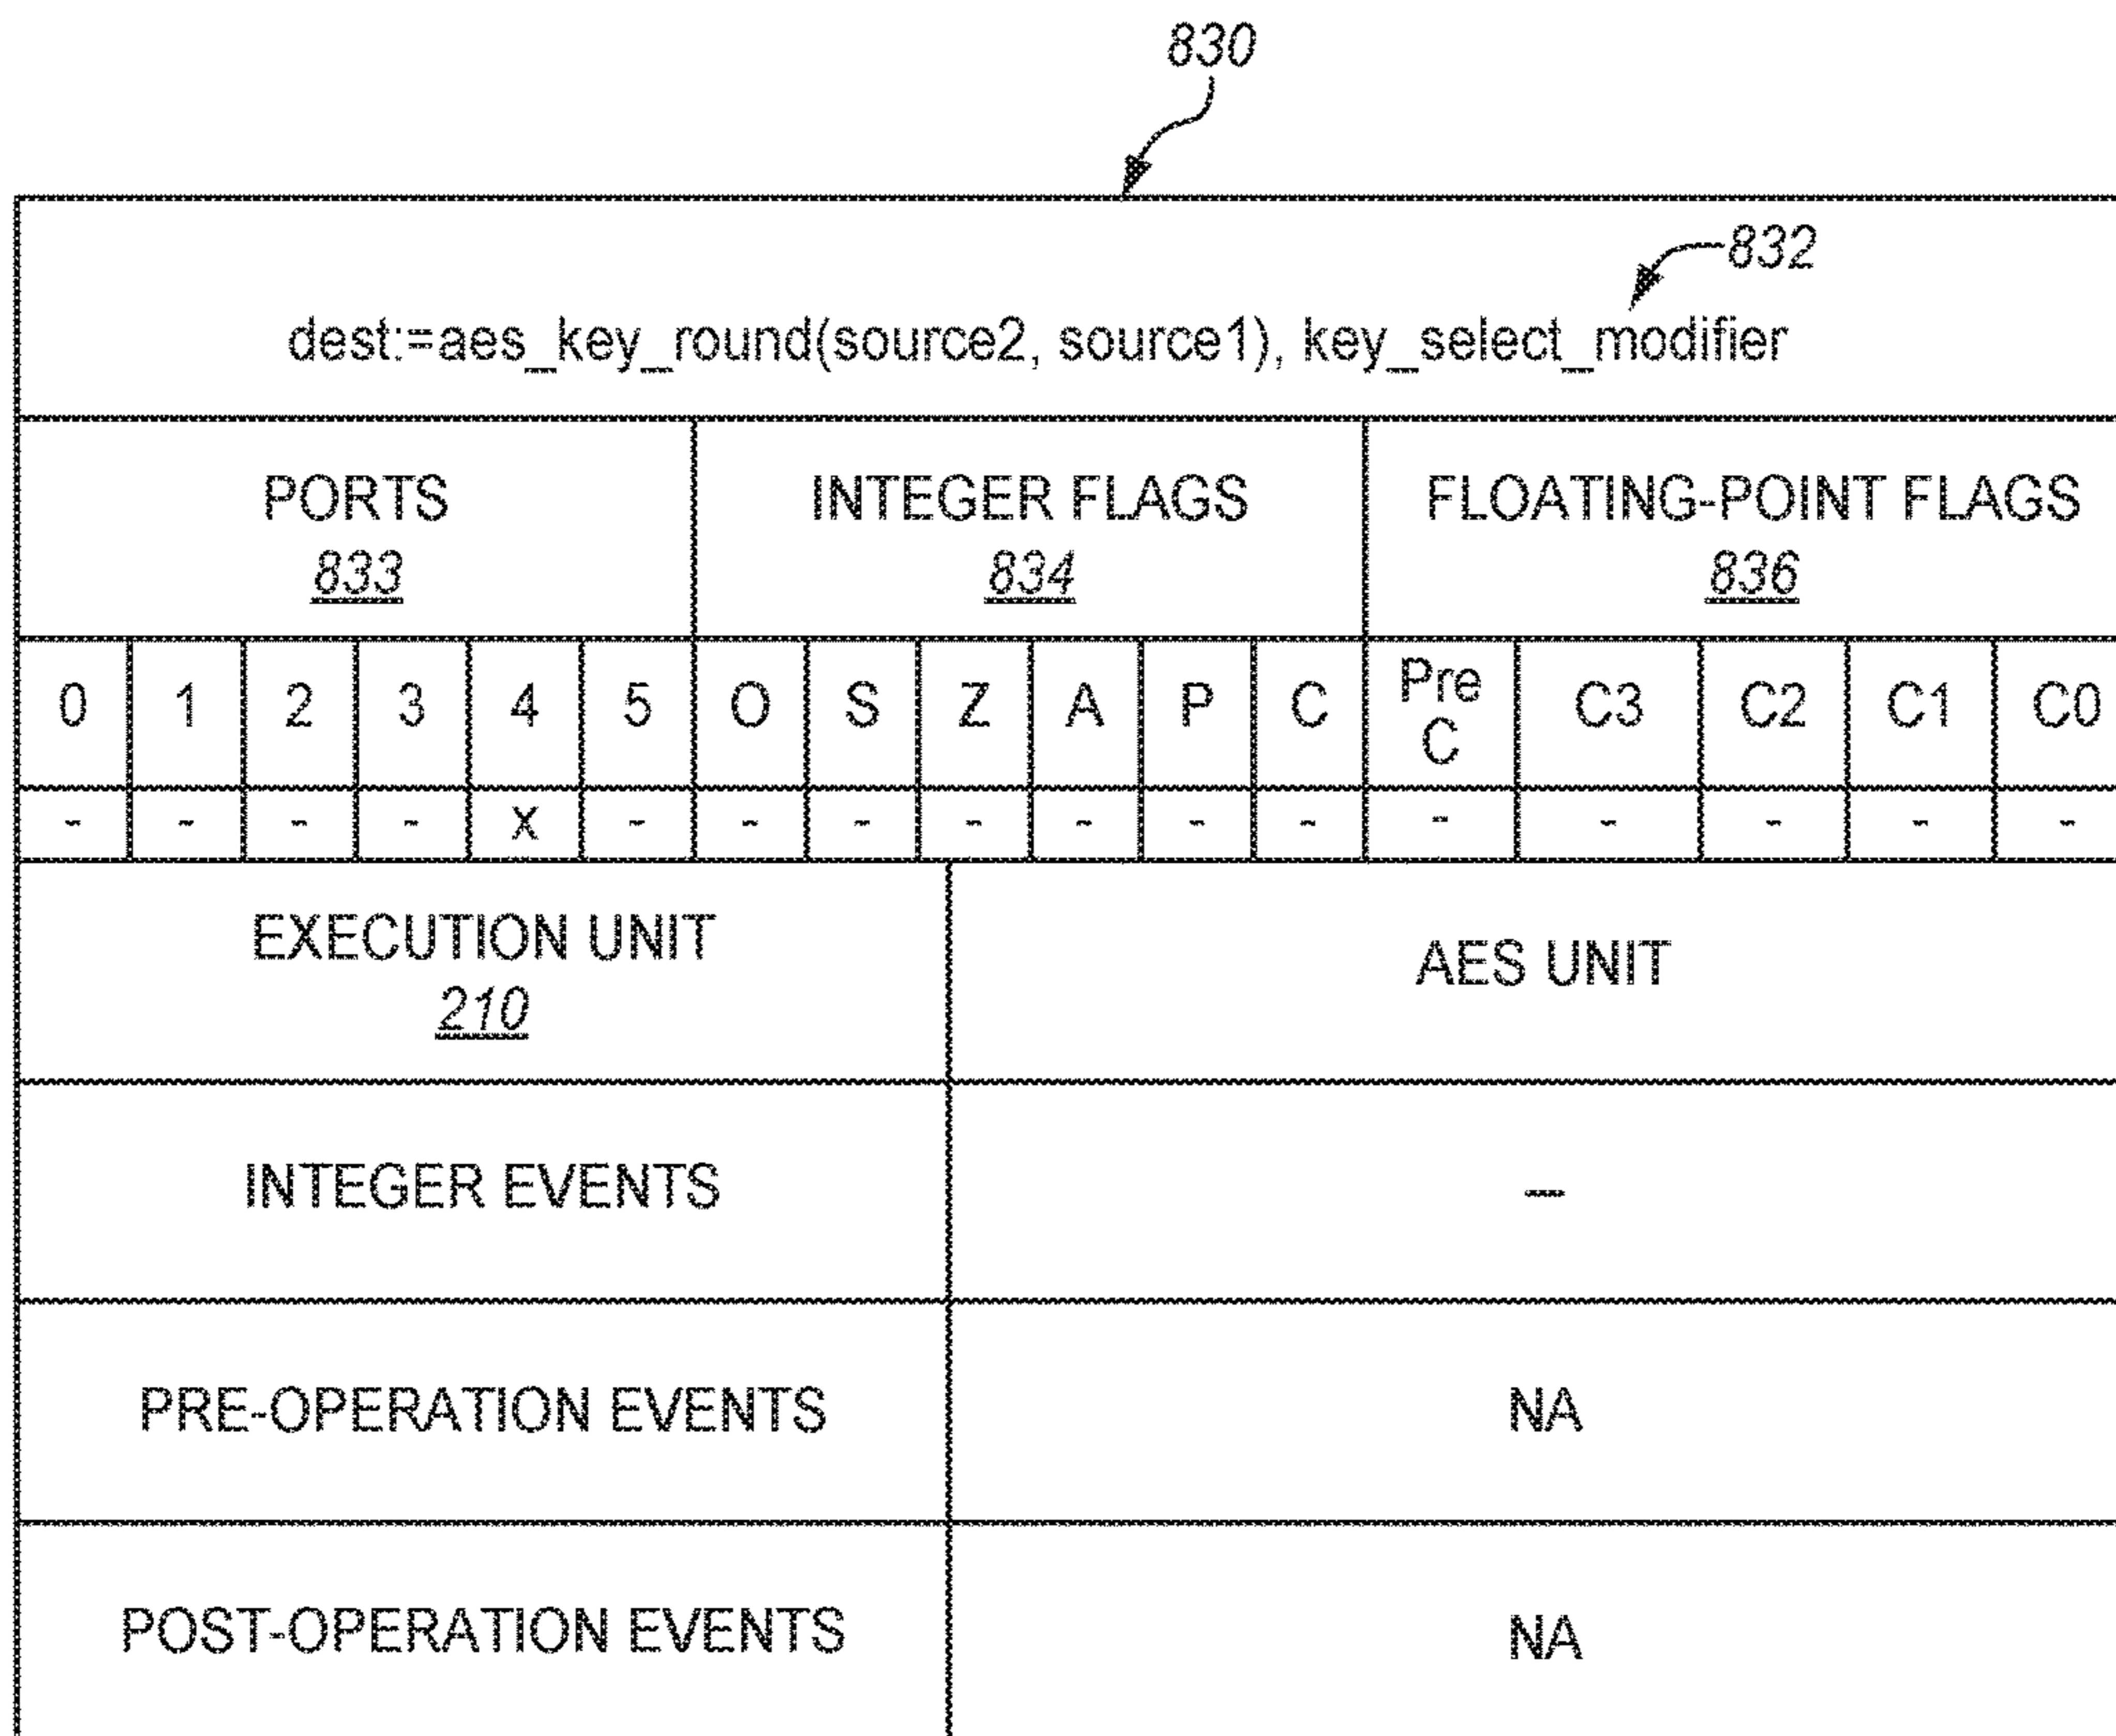 830
832
dest:=aes_key_round(source2, source1), key_select_modifier
PORTS INTEGER FLAGS FLOATING-POINT FLAGS
833 834 836
0 1 2 3 4 5 O S Z A P C Pre C C3 C2 C1 C0
- - - - x - - - - - - - - - - - -
EXECUTION UNIT AES UNIT
210
INTEGER EVENTS –
PRE-OPERATION EVENTS NA
POST-OPERATION EVENTS NA